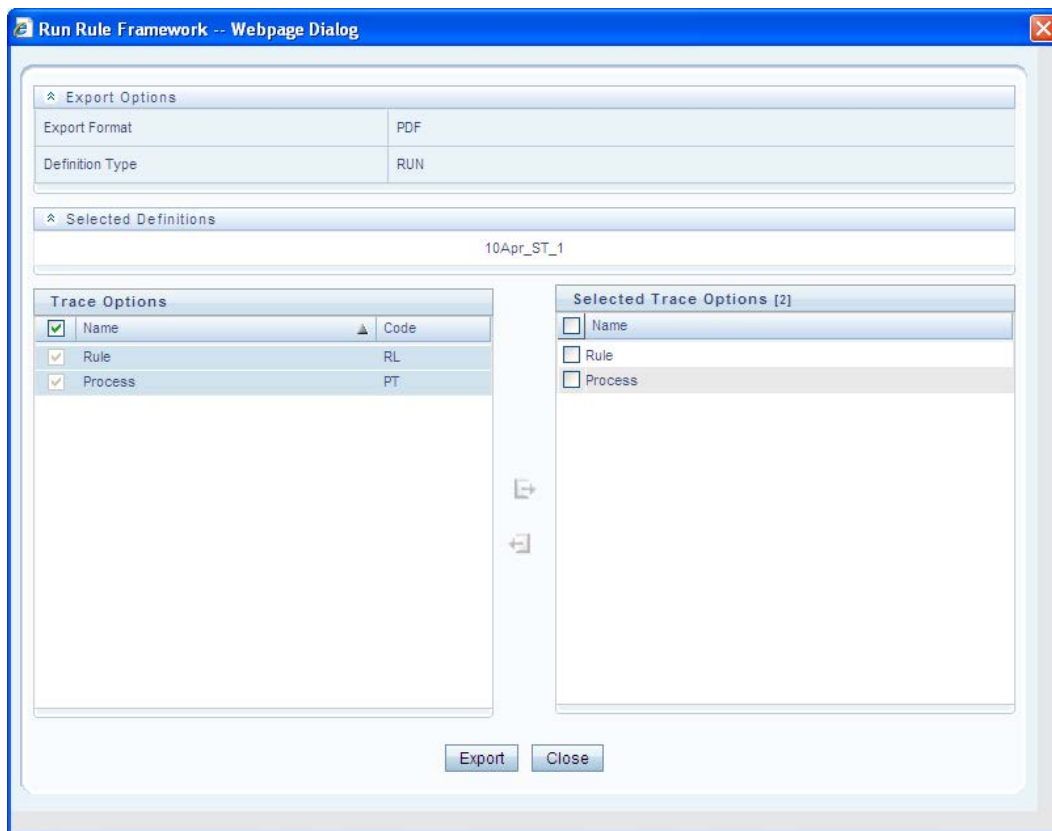 Run Rule Framework -- Webpage Dialog
Export Options
Export Format PDF
Definition Type RUN
Selected Definitions
10Apr_ST_1
Trace Options
Name Code
Rule RL
Process PT
Selected Trace Options [2]
Name
Rule
Process
Export Close